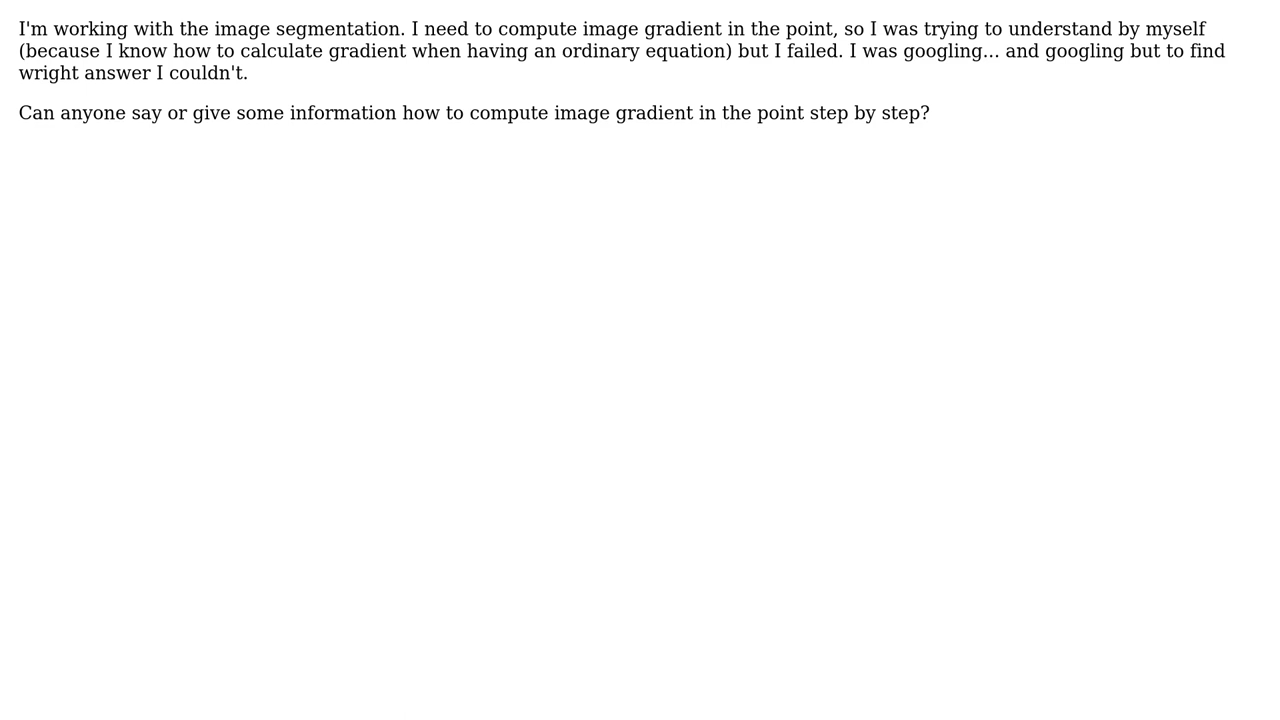 I'm working with the image segmentation. I need to compute image gradient in the point, so I was trying to understand by myself
(because I know how to calculate gradient when having an ordinary equation) but I failed. I was googling... and googling but to find
wright answer I couldn't.
Can anyone say or give some information how to compute image gradient in the point step by step?